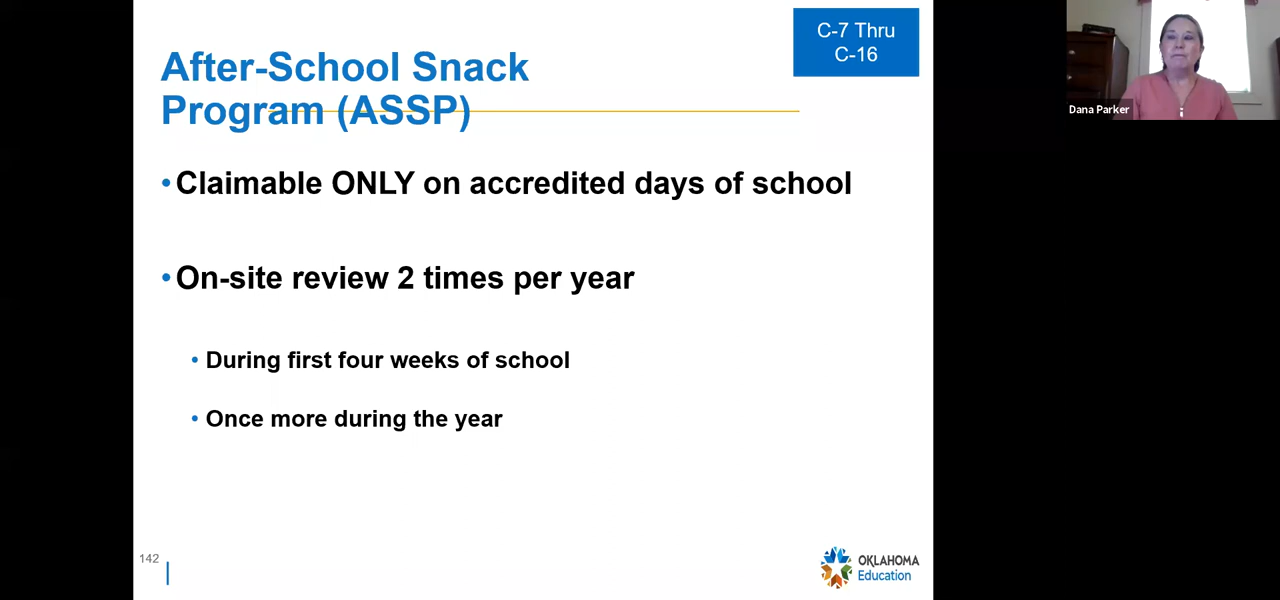 C-7 Thru
C-16
After-School Snack
Program (ASSP)
•Claimable ONLY on accredited days of school
•On-site review 2 times per year
• During first four weeks of school
• Once more during the year
142
OKLAHOMA
Education
Dana Parker